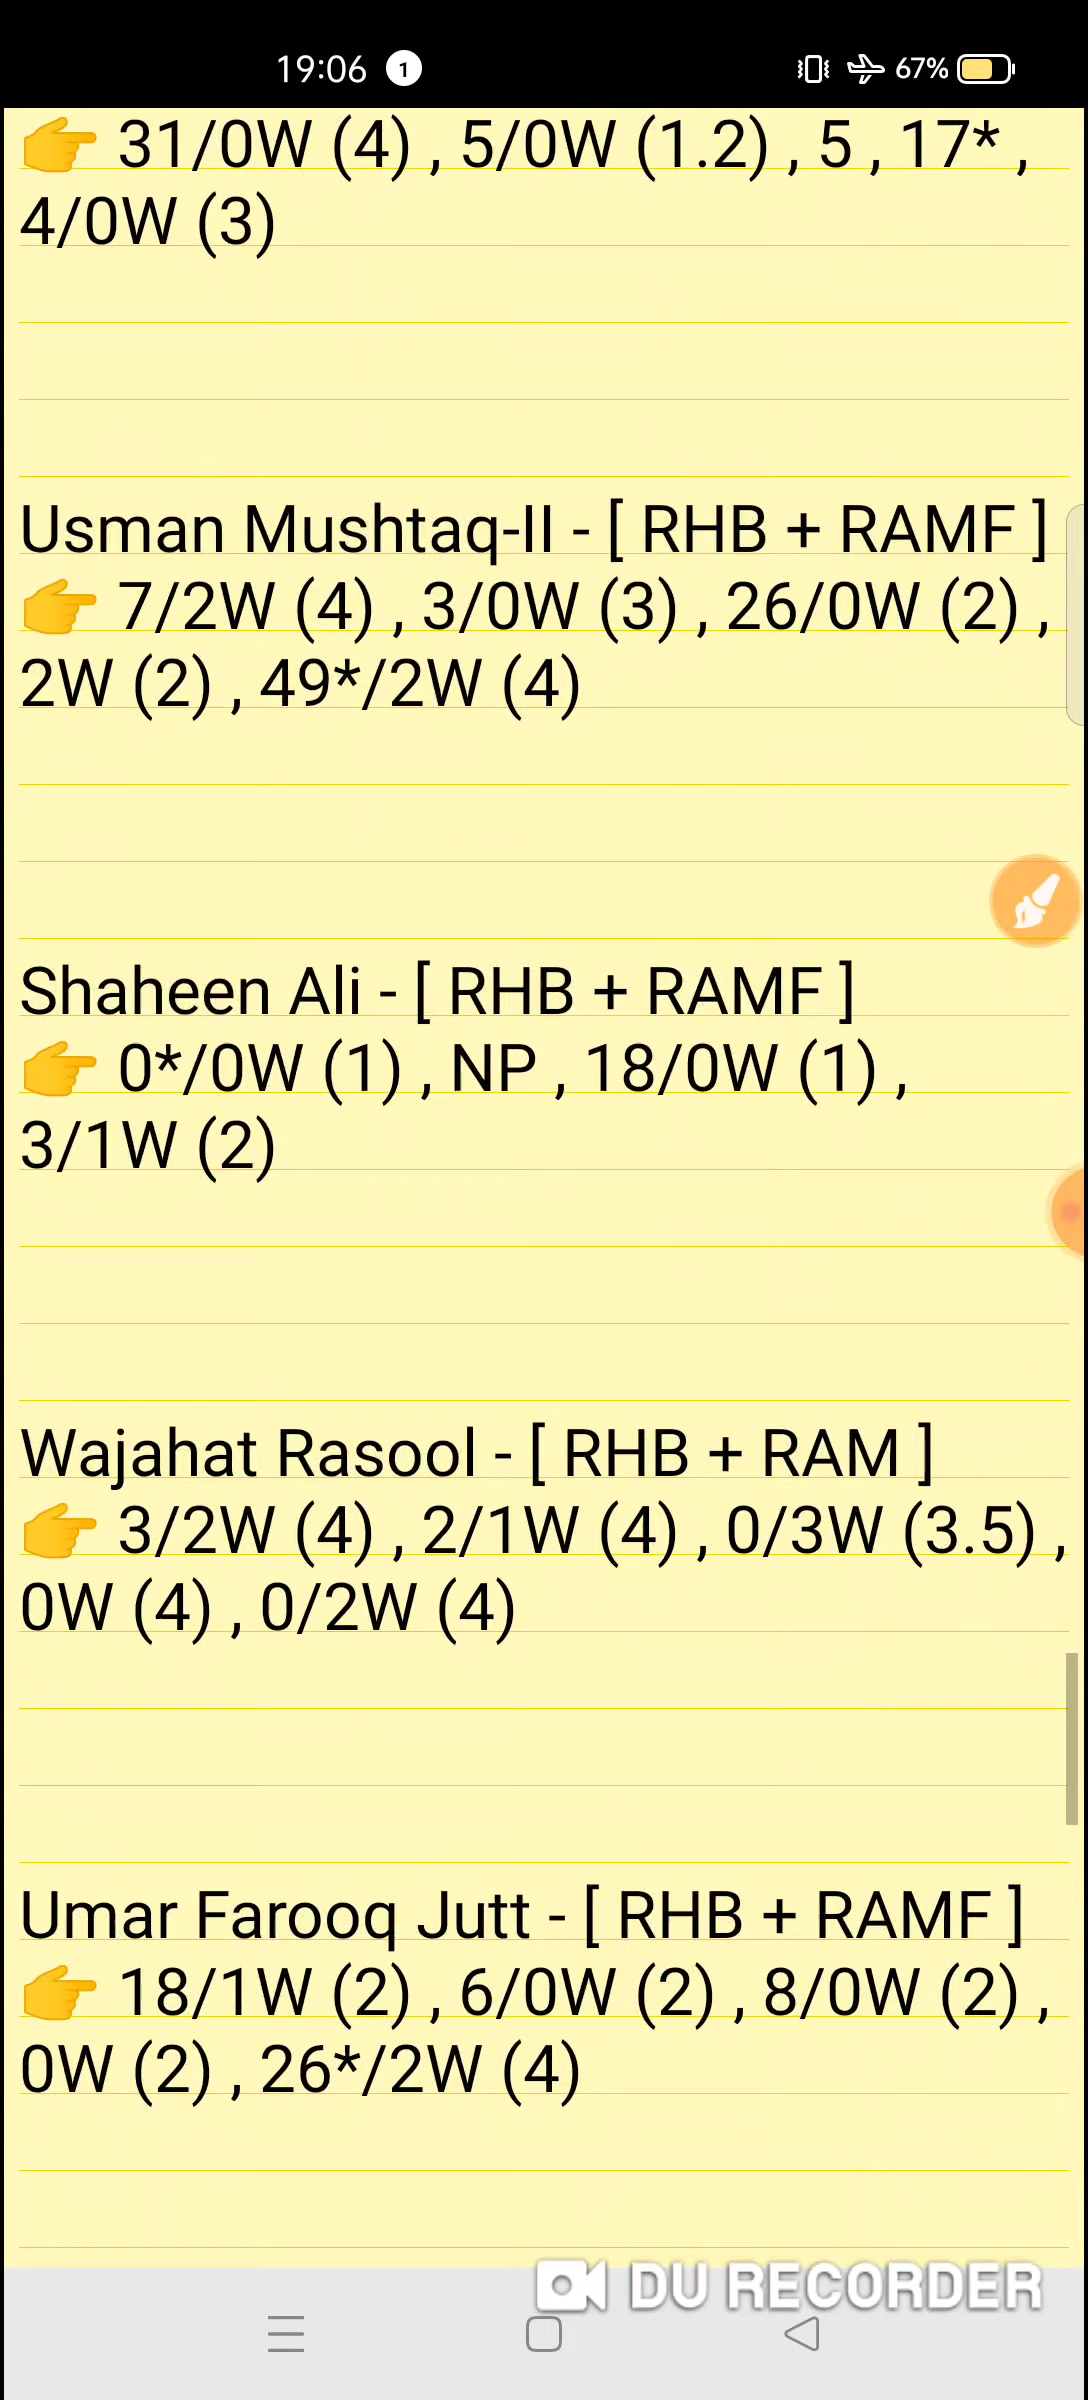 19:06 1 67%
👉 31/0W (4) , 5/0W (1.2) , 5 , 17* ,
4/0W (3)
Usman Mushtaq-II - [ RHB + RAMF ]
👉 7/2W (4) , 3/0W (3) , 26/0W (2) ,
2W (2) , 49*/2W (4)
Shaheen Ali - [ RHB + RAMF ]
👉 0*/0W (1) , NP , 18/0W (1) ,
3/1W (2)
Wajahat Rasool - [ RHB + RAM ]
👉 3/2W (4) , 2/1W (4) , 0/3W (3.5) ,
0W (4) , 0/2W (4)
Umar Farooq Jutt - [ RHB + RAMF ]
👉 18/1W (2) , 6/0W (2) , 8/0W (2) ,
0W (2) , 26*/2W (4)
DU RECORDER